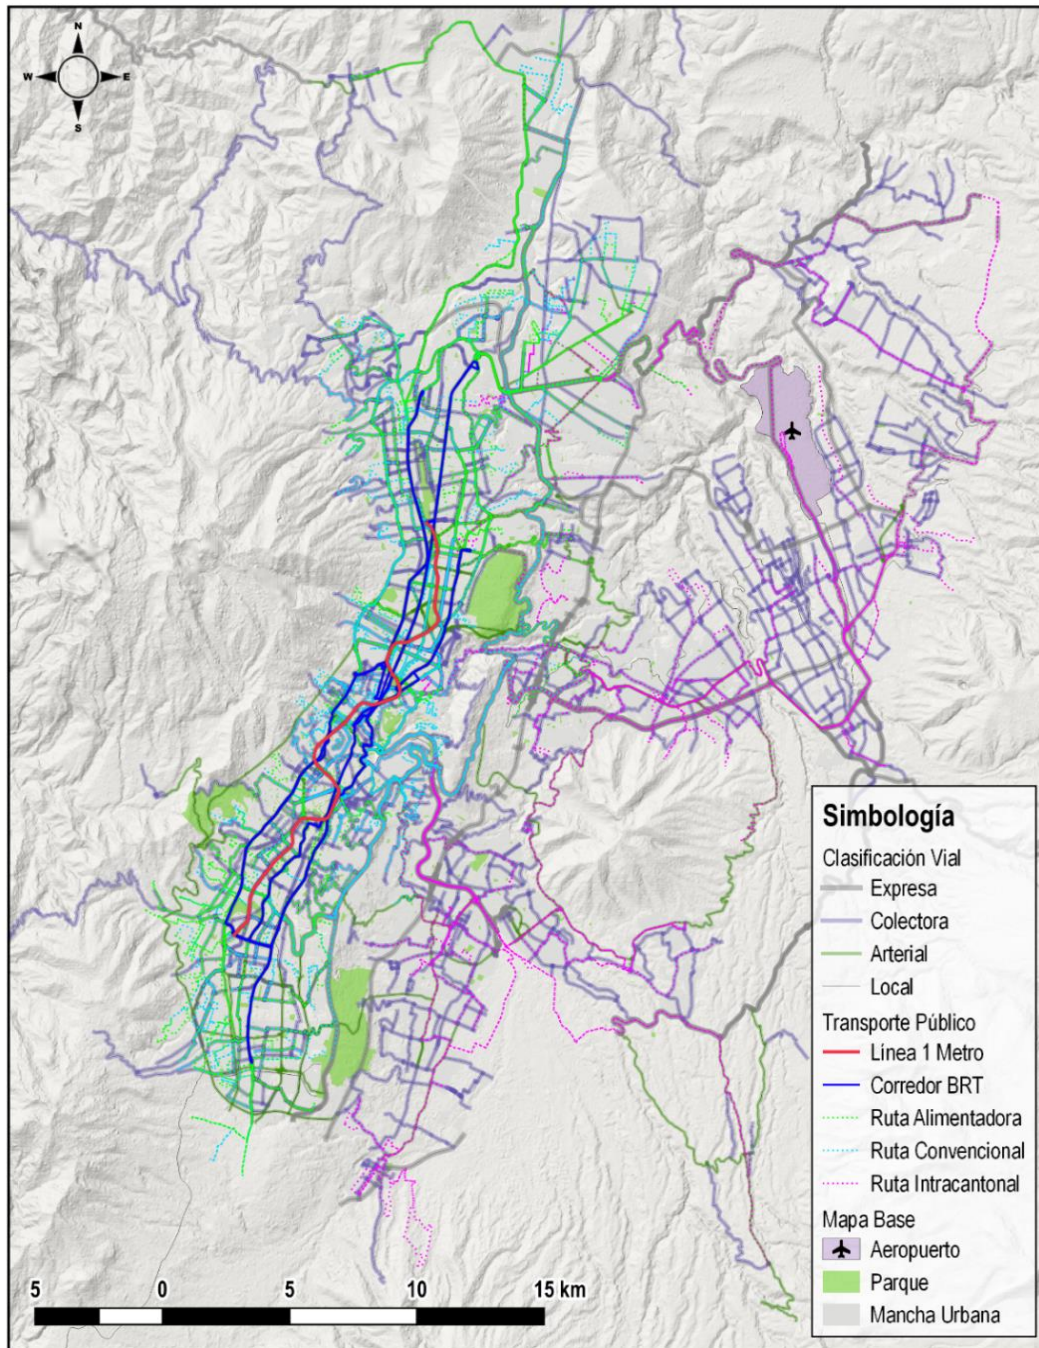 N
W E
S
Simbología
Clasificación Vial
Expresa
Colectora
Arterial
Local
Transporte Público
Línea 1 Metro
Corredor BRT
Ruta Alimentadora
Ruta Convencional
Ruta Intracantonal
Mapa Base
Aeropuerto
Parque
Mancha Urbana
5 0 5 10 15 km